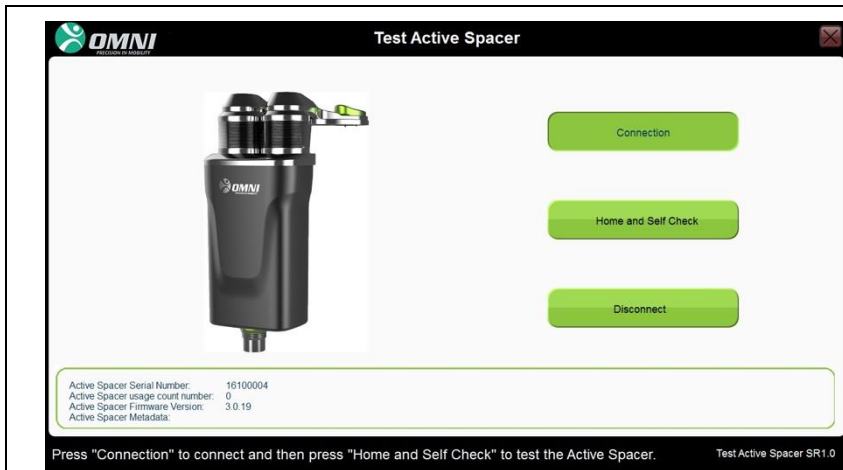 OMNI
PRECISION IN MOBILITY
Test Active Spacer
Connection
OMNI
Home and Self Check
Disconnect
Active Spacer Serial Number: 16100004
Active Spacer usage count number: 0
Active Spacer Firmware Version: 3.0.19
Active Spacer Metadata:
Press "Connection" to connect and then press "Home and Self Check" to test the Active Spacer.
Test Active Spacer SR1.0